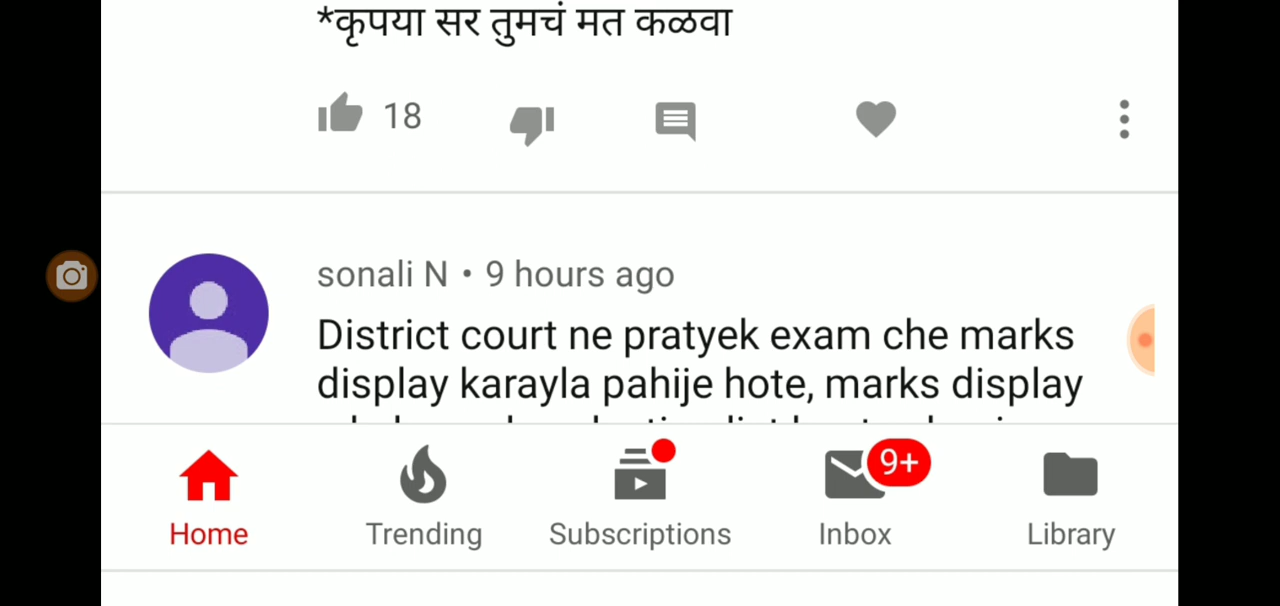 *कृपया सर तुमचं मत कळवा
18
sonali N • 9 hours ago
District court ne pratyek exam che marks
display karayla pahije hote, marks display
9+
Home Trending Subscriptions Inbox Library